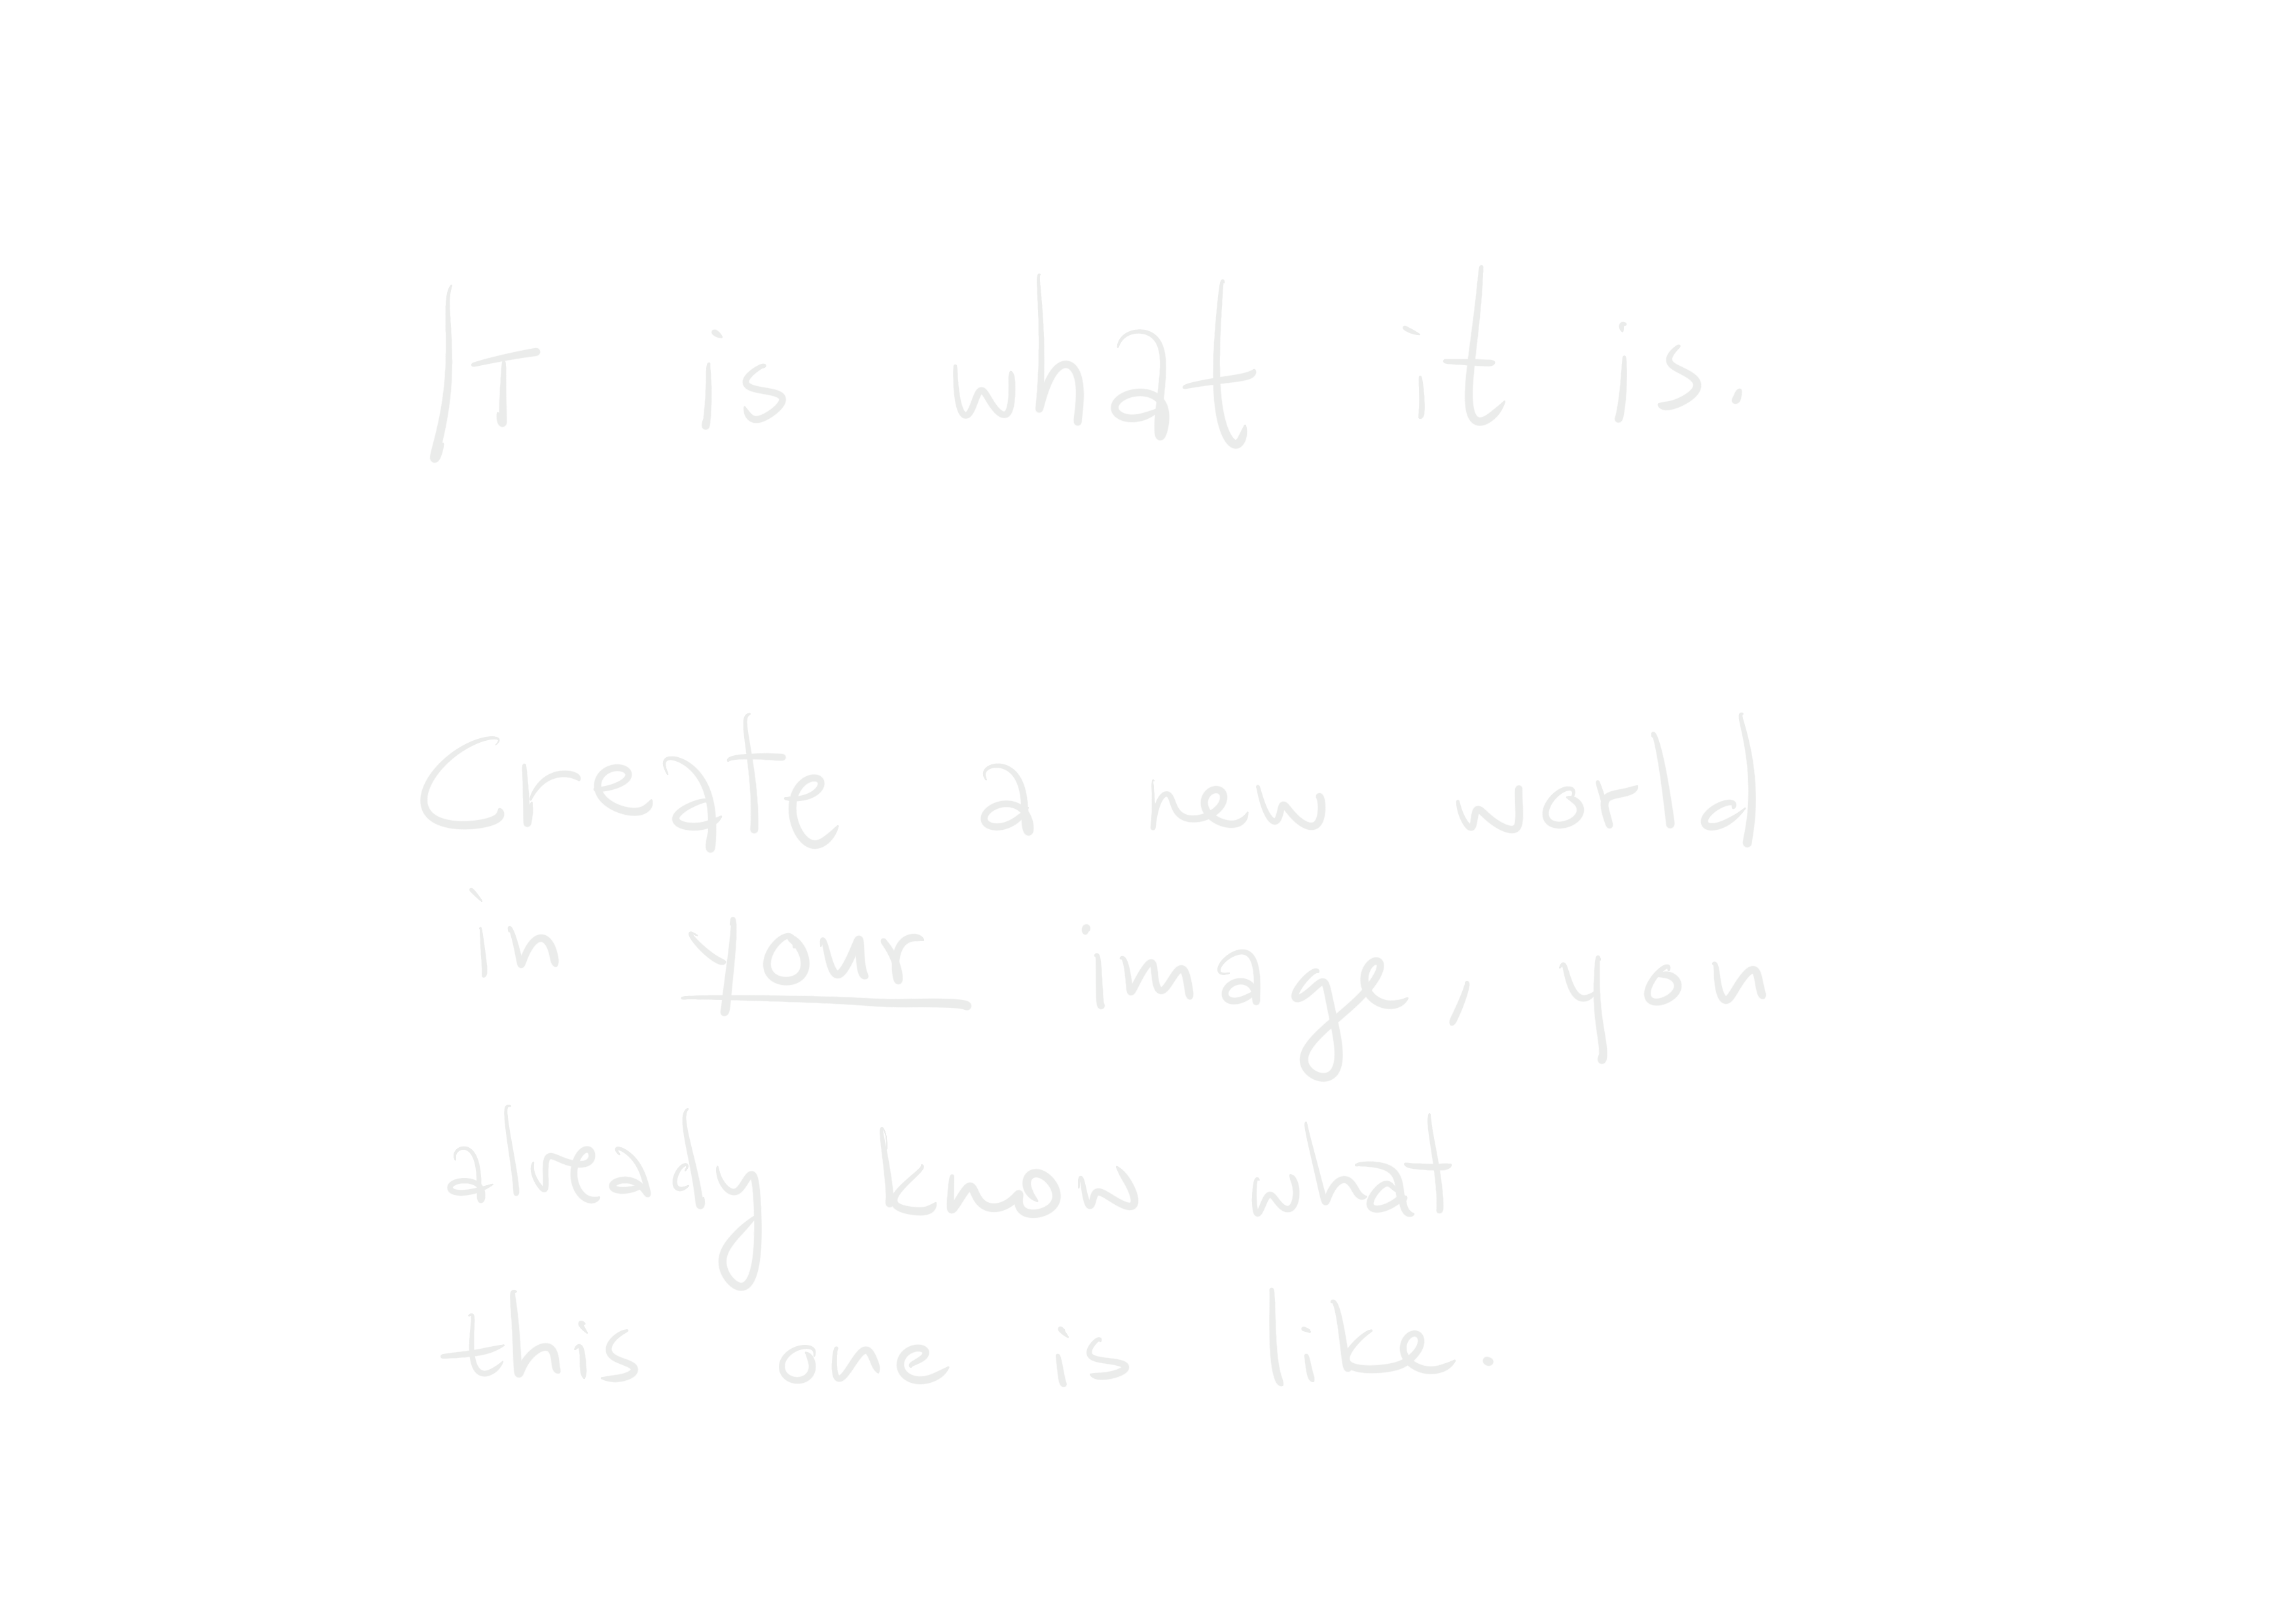 It is what it is.
Create a new world
in your image, you
already know what
this one is like.